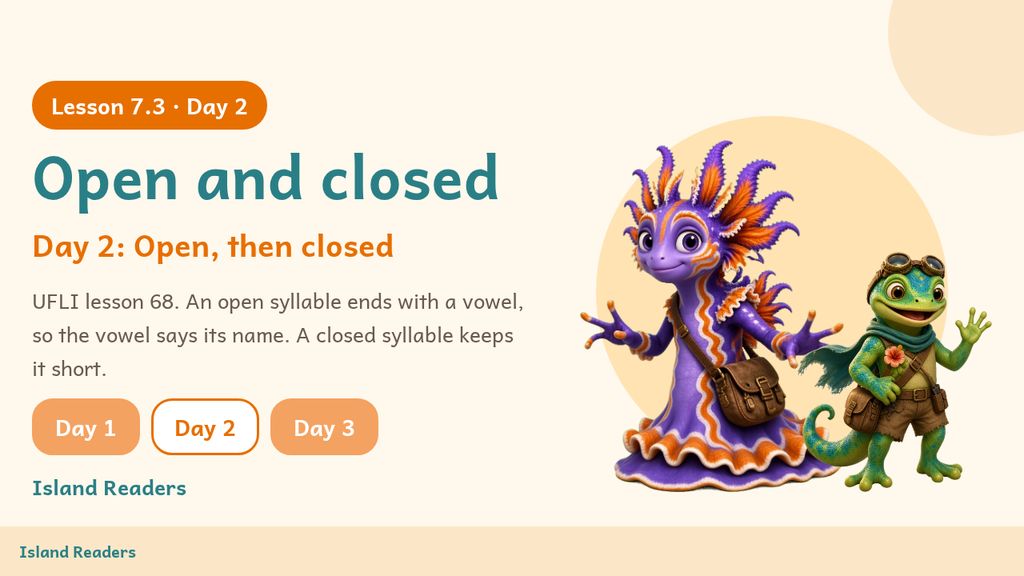 Lesson 7.3 · Day 2
Open and closed
Day 2: Open, then closed
UFLI lesson 68. An open syllable ends with a vowel,
so the vowel says its name. A closed syllable keeps
it short.
Day 1
Day 2
Day 3
Island Readers
Island Readers